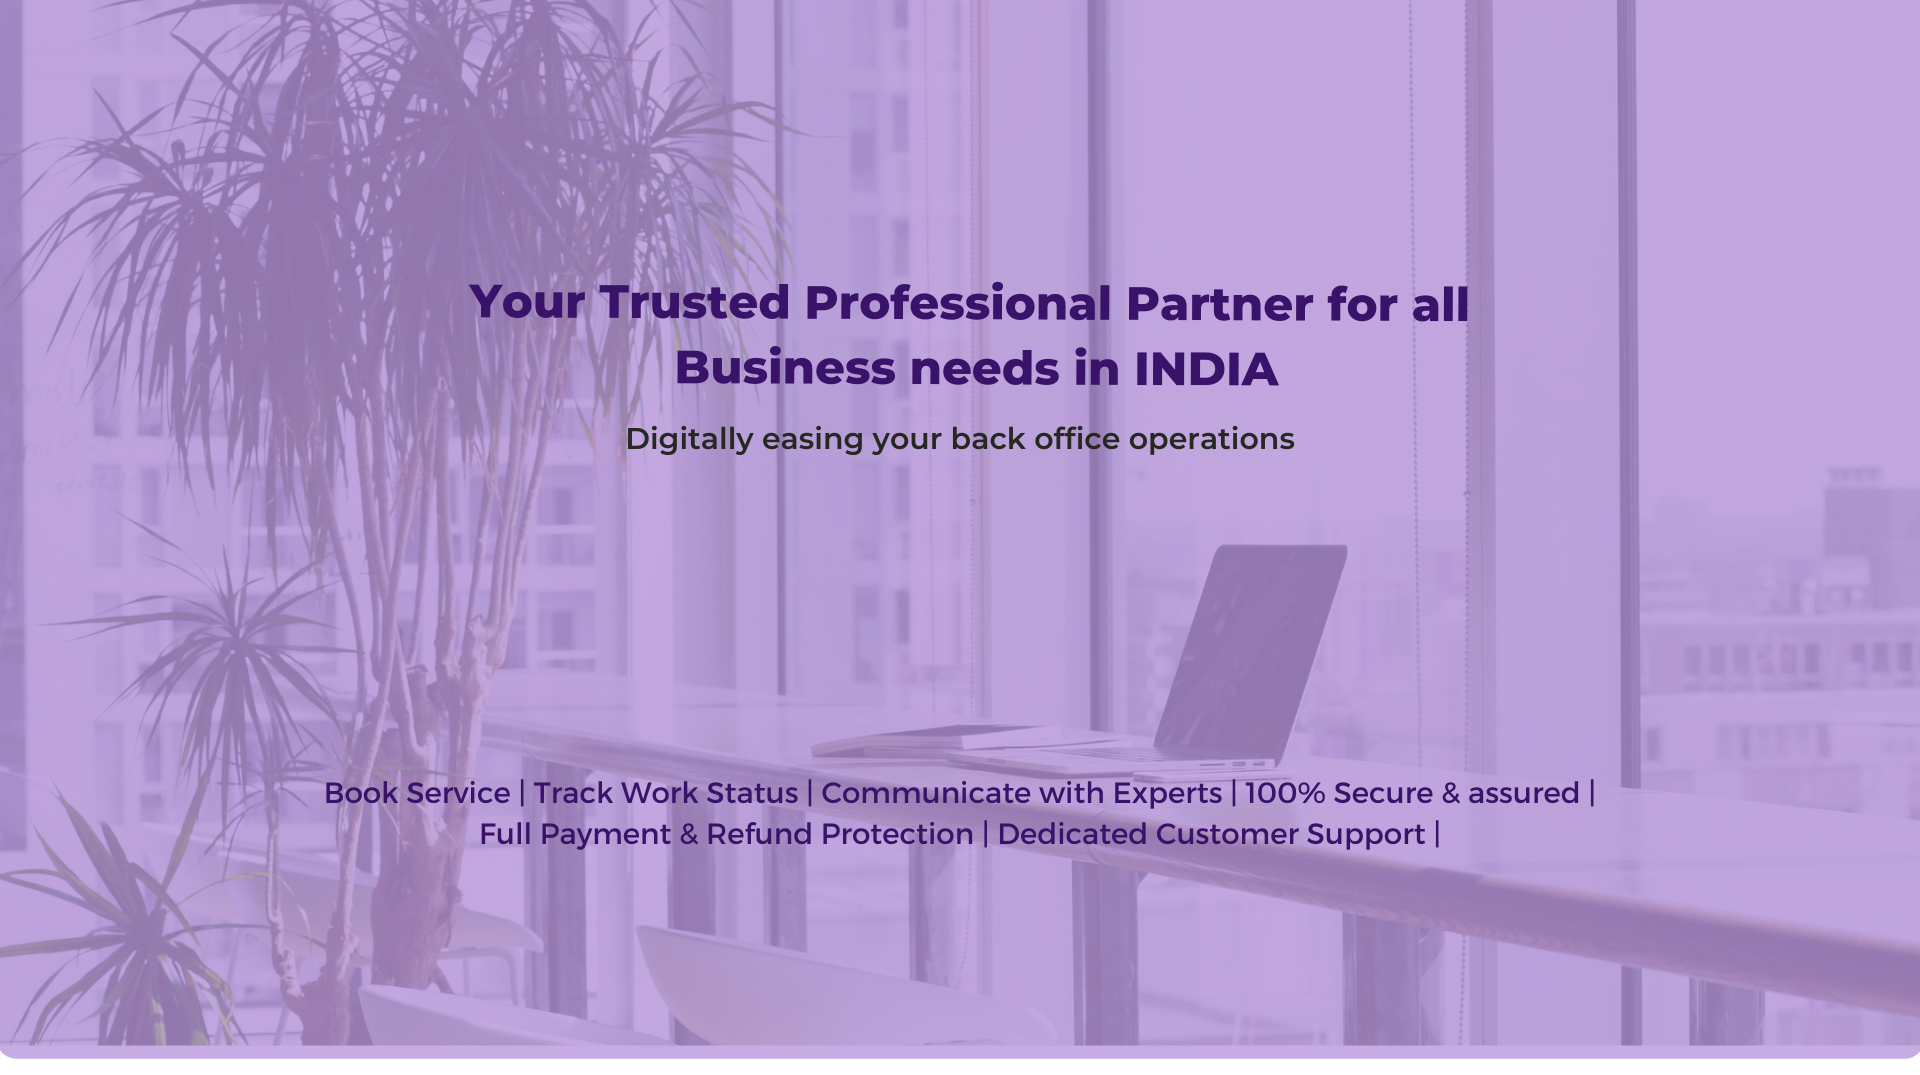 Your Trusted Professional Partner for all
Business needs in INDIA
Digitally easing your back office operations
Book Service | Track Work Status | Communicate with Experts | 100% Secure & assured |
Full Payment & Refund Protection | Dedicated Customer Support |